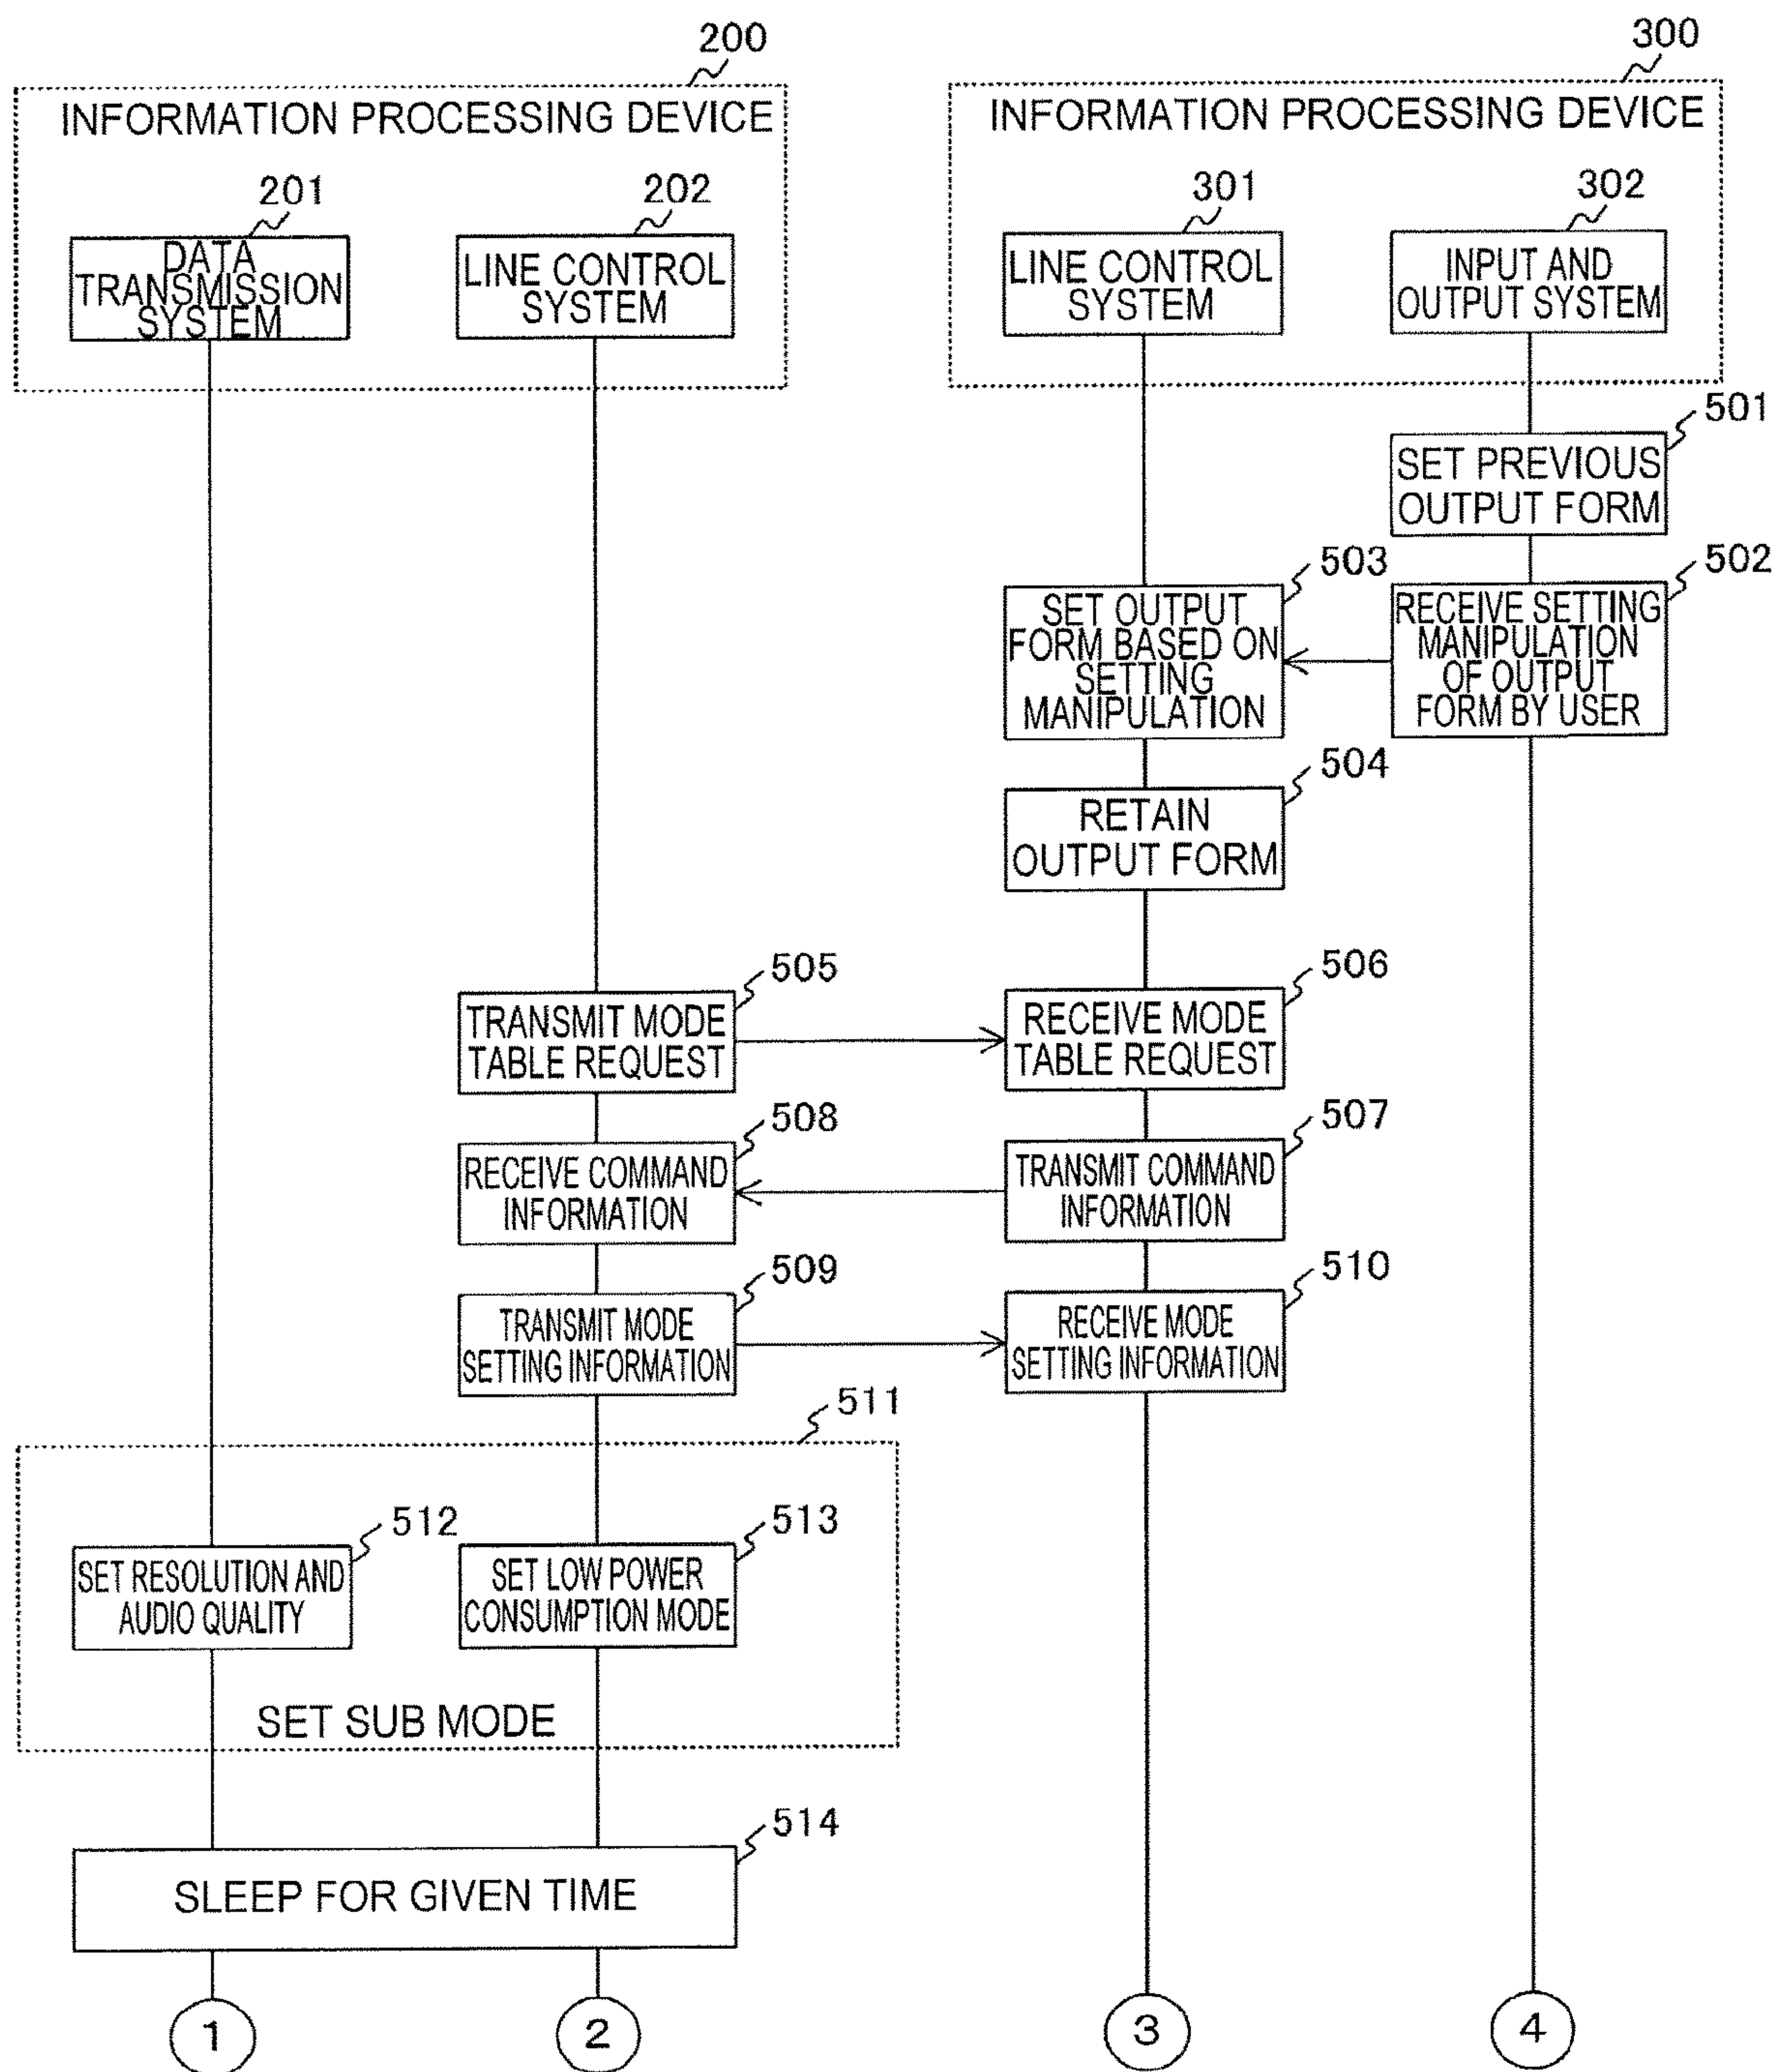 200
300
INFORMATION PROCESSING DEVICE
INFORMATION PROCESSING DEVICE
201
202
301
302
DATA
TRANSMISSION
SYSTEM
LINE CONTROL
SYSTEM
LINE CONTROL
SYSTEM
INPUT AND
OUTPUT SYSTEM
501
SET PREVIOUS
OUTPUT FORM
503
502
SET OUTPUT
FORM BASED ON
SETTING
MANIPULATION
RECEIVE SETTING
MANIPULATION
OF OUTPUT
FORM BY USER
504
RETAIN
OUTPUT FORM
505
506
TRANSMIT MODE
TABLE REQUEST
RECEIVE MODE
TABLE REQUEST
508
507
RECEIVE COMMAND
INFORMATION
TRANSMIT COMMAND
INFORMATION
509
510
TRANSMIT MODE
SETTING INFORMATION
RECEIVE MODE
SETTING INFORMATION
511
512
513
SET RESOLUTION AND
AUDIO QUALITY
SET LOW POWER
CONSUMPTION MODE
SET SUB MODE
514
SLEEP FOR GIVEN TIME
1
2
3
4